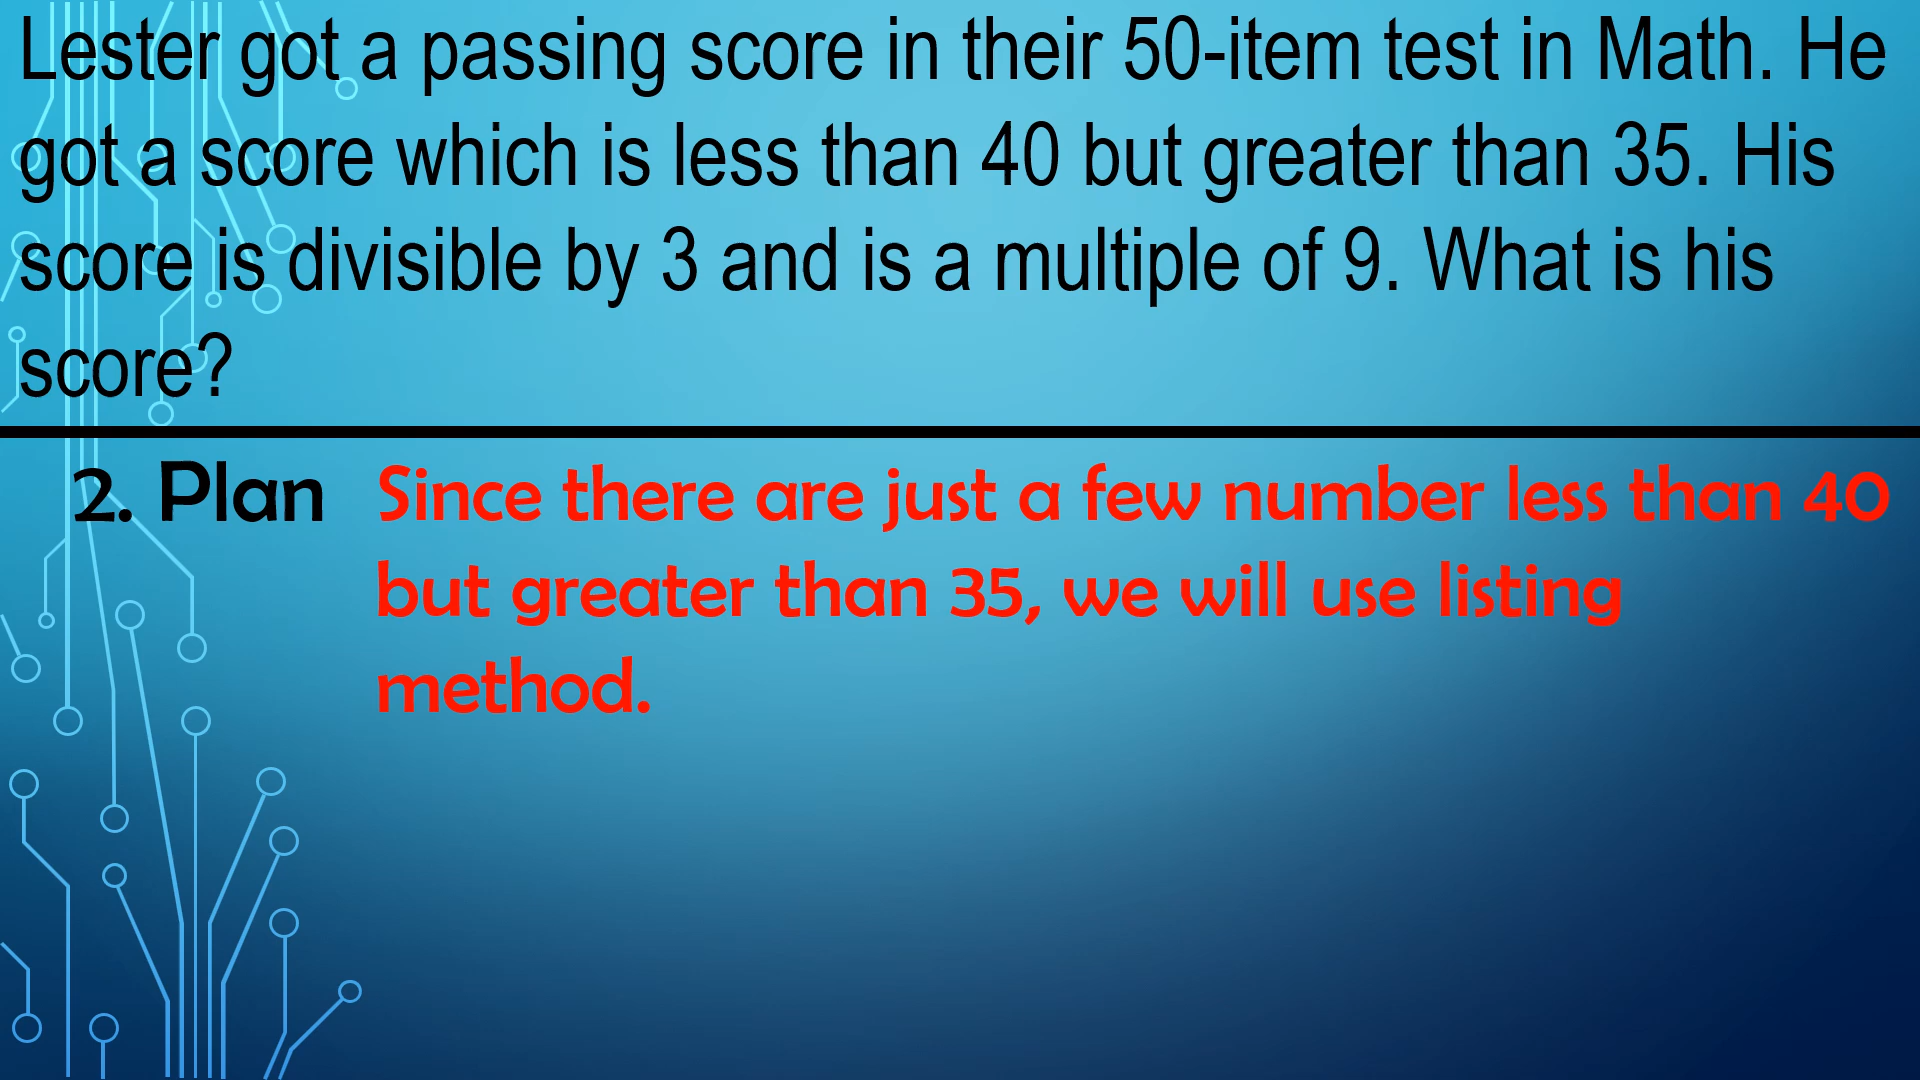 Lester got a passing score in their 50-item test in Math. He
got a score which is less than 40 but greater than 35. His
score is divisible by 3 and is a multiple of 9. What is his
score?
2. Plan Since there are just a few number less than 40
but greater than 35, we will use listing
method.